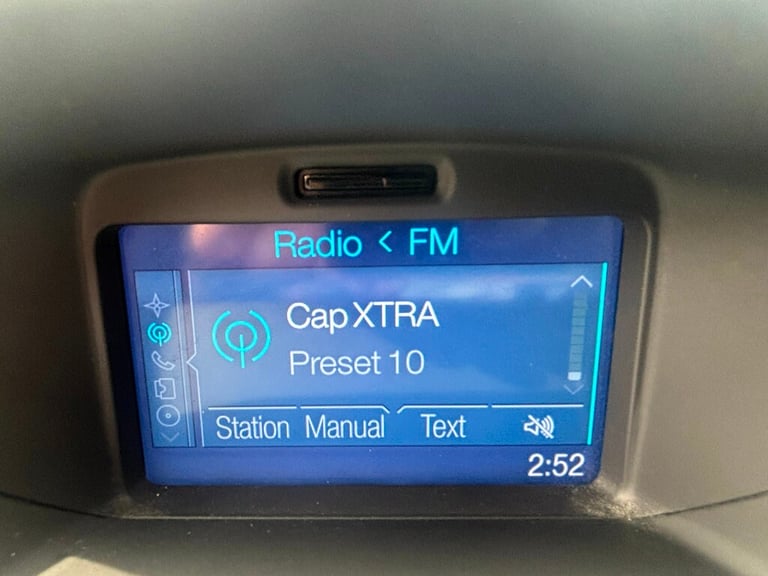 Radio < FM
Cap XTRA
Preset 10
Station Manual Text
2:52